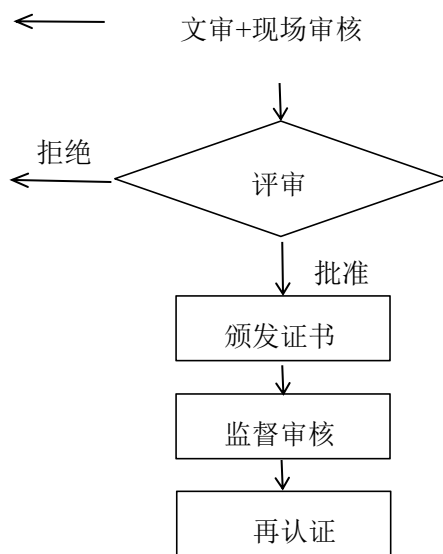 文审+现场审核
拒绝
评审
批准
颁发证书
监督审核
再认证